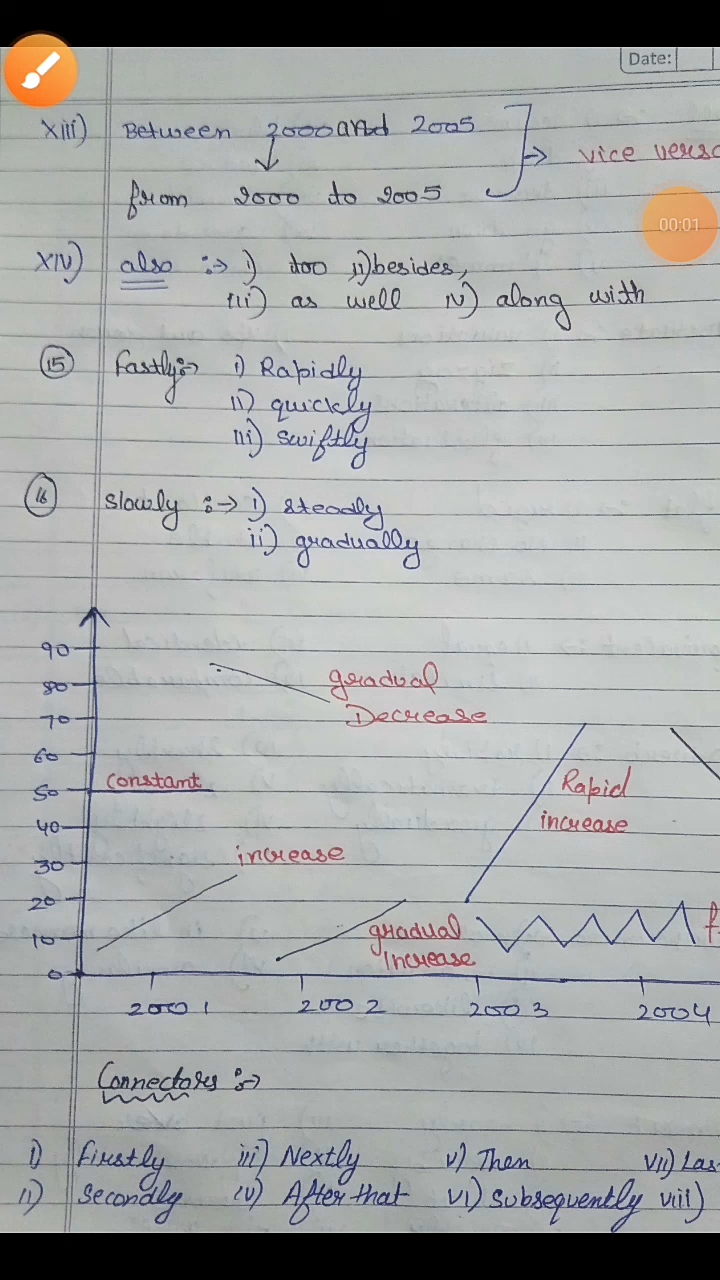 Date:
xiii) Between 2000 and 2005
→ vice versa
from 2000 to 2005
00:01
XIV) also :→ i) too ii) besides,
iii) as well iv) along with
15 fastly:→ i) Rapidly
ii) quickly
iii) swiftly
16 slowly :→ i) steadly
ii) gradually
90
80 gradual
70 Decrease
60
50 constant Rapid
40 increase
30 increase
20
10 gradual
increase
0
2001 2002 2003 2004
Connectores :→
i) firstly iii) Nextly v) Then vii) Las
ii) secondly iv) After that vi) subsequently viii)